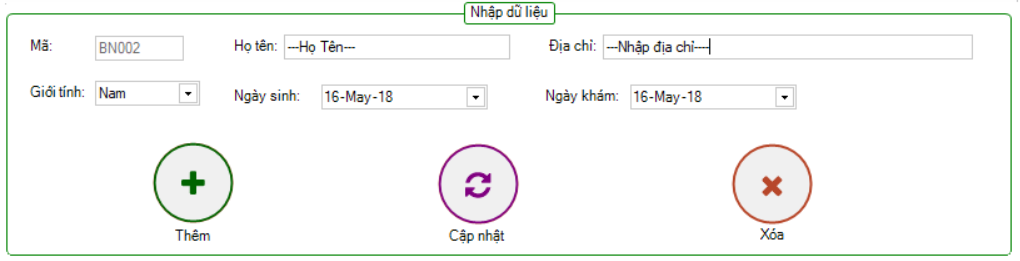 Nhập dữ liệu
Mã: BN002 Họ tên: ---Họ Tên--- Địa chỉ: ---Nhập địa chỉ----
Giới tính: Nam Ngày sinh: 16-May-18 Ngày khám: 16-May-18
Thêm Cập nhật Xóa